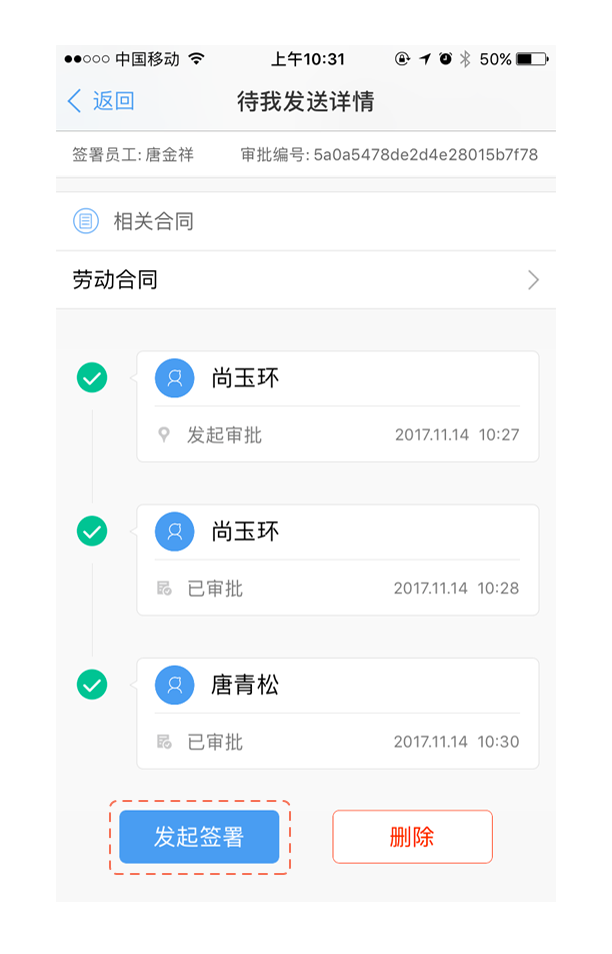 中国移动 上午10:31 50%
返回 待我发送详情
签署员工: 唐金祥 审批编号: 5a0a5478de2d4e28015b7f78
相关合同
劳动合同
尚玉环
发起审批 2017.11.14 10:27
尚玉环
已审批 2017.11.14 10:28
唐青松
已审批 2017.11.14 10:30
发起签署 删除